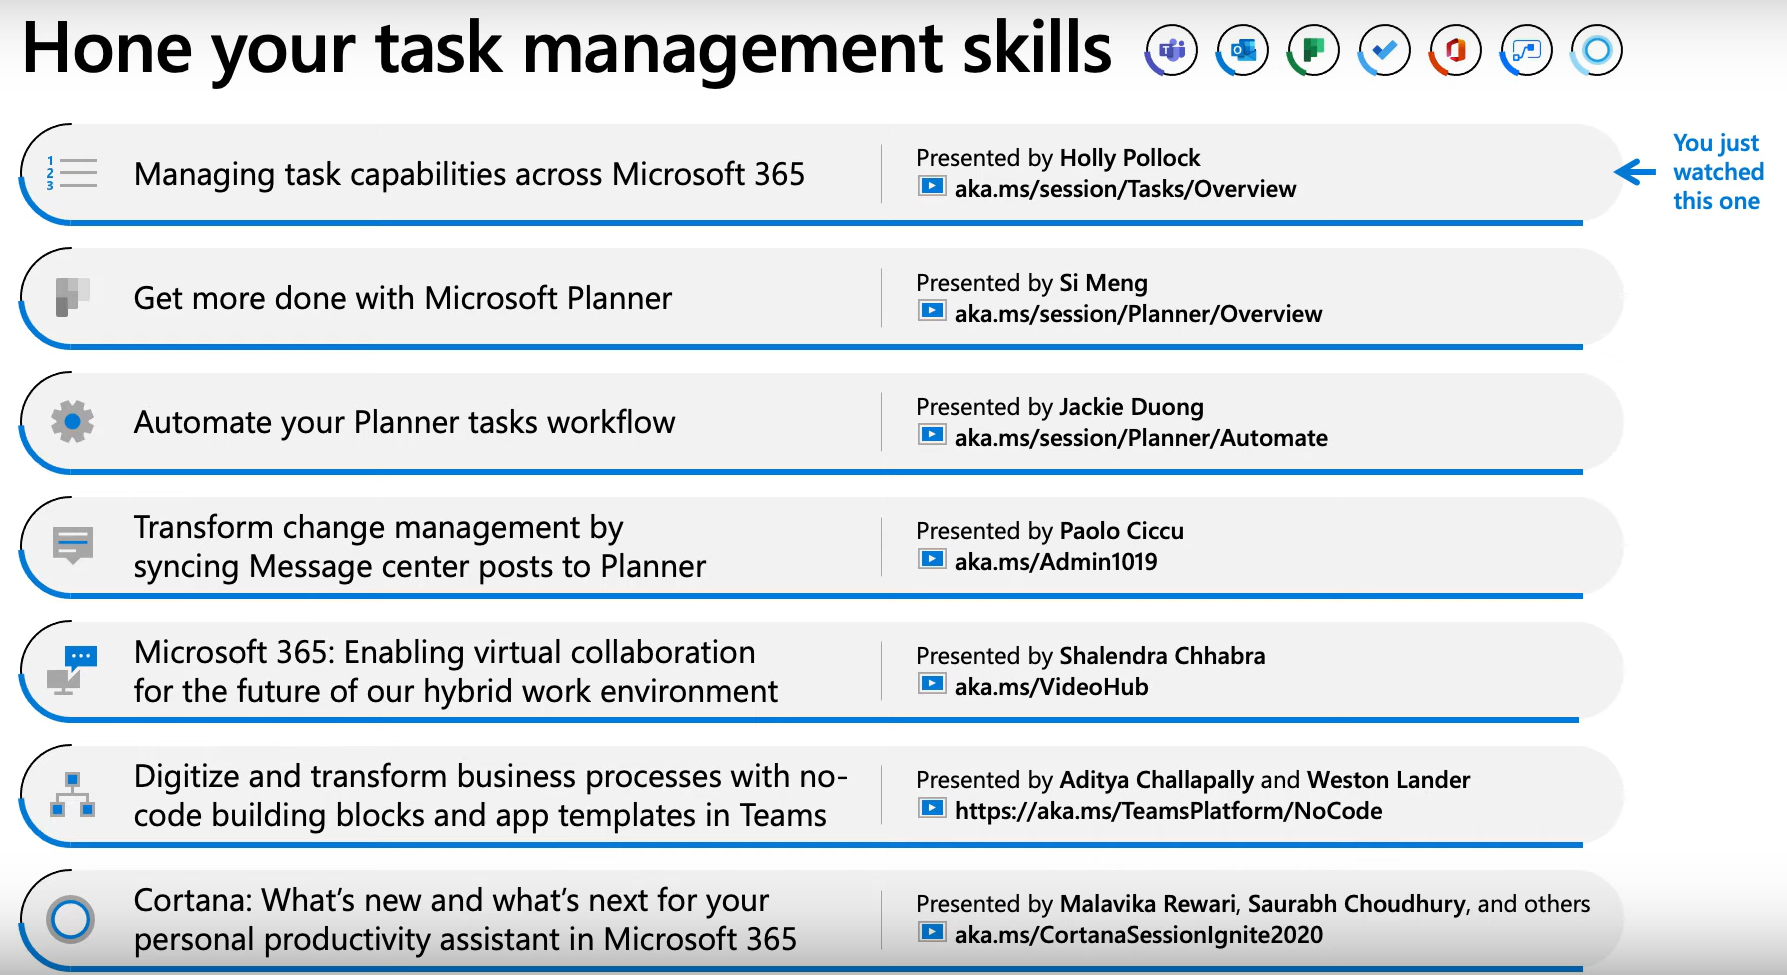 Hone your task management skills
1
2
3
Managing task capabilities across Microsoft 365
Presented by Holly Pollock
aka.ms/session/Tasks/Overview
You just
watched
this one
Get more done with Microsoft Planner
Presented by Si Meng
aka.ms/session/Planner/Overview
Automate your Planner tasks workflow
Presented by Jackie Duong
aka.ms/session/Planner/Automate
Transform change management by
syncing Message center posts to Planner
Presented by Paolo Ciccu
aka.ms/Admin1019
Microsoft 365: Enabling virtual collaboration
for the future of our hybrid work environment
Presented by Shalendra Chhabra
aka.ms/VideoHub
Digitize and transform business processes with no-
code building blocks and app templates in Teams
Presented by Aditya Challapally and Weston Lander
https://aka.ms/TeamsPlatform/NoCode
Cortana: What’s new and what’s next for your
personal productivity assistant in Microsoft 365
Presented by Malavika Rewari, Saurabh Choudhury, and others
aka.ms/CortanaSessionIgnite2020